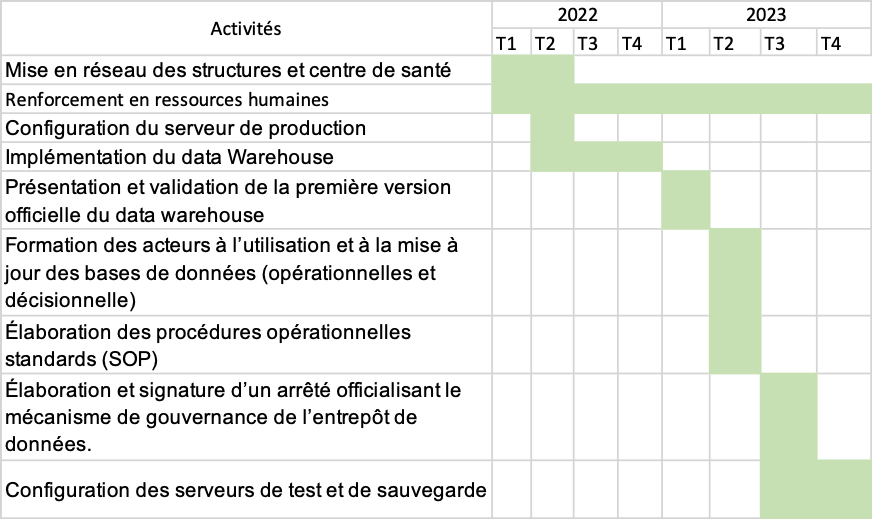 Activités
2022
2023
T1 T2 T3 T4 T1 T2 T3 T4
Mise en réseau des structures et centre de santé
Renforcement en ressources humaines
Configuration du serveur de production
Implémentation du data Warehouse
Présentation et validation de la première version
officielle du data warehouse
Formation des acteurs à l’utilisation et à la mise à
jour des bases de données (opérationnelles et
décisionnelle)
Élaboration des procédures opérationnelles
standards (SOP)
Élaboration et signature d’un arrêté officialisant le
mécanisme de gouvernance de l’entrepôt de
données.
Configuration des serveurs de test et de sauvegarde